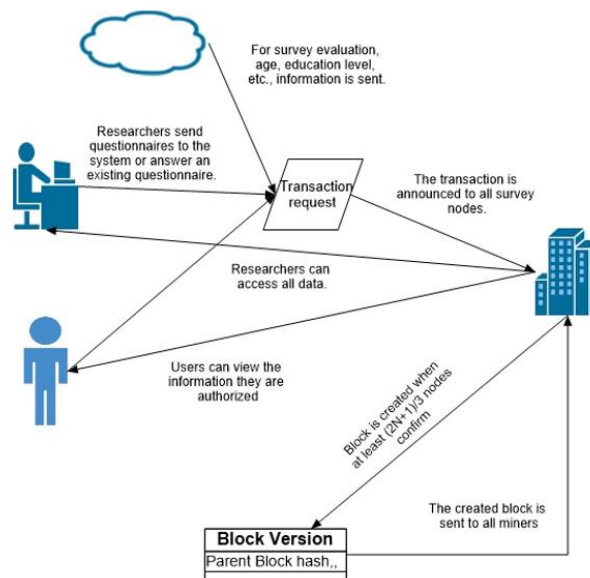 For survey evaluation,
age, education level,
etc., information is sent.
Researchers send
questionnaires to the
system or answer an
existing questionnaire.
Transaction
request
The transaction is
announced to all survey
nodes.
Researchers can
access all data.
Users can view the
information they are
authorized
Block is created when
at least (2N+1)/3 nodes
confirm
The created block is
sent to all miners
Block Version
Parent Block hash,,